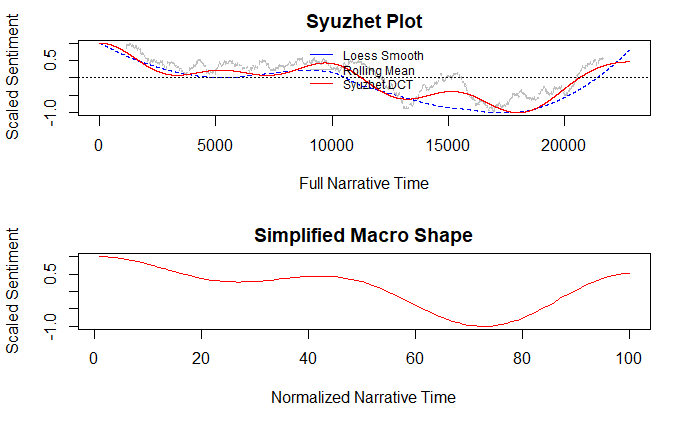 Syuzhet Plot
Scaled Sentiment
0.5
-1.0
Loess Smooth
Rolling Mean
Syuzhet DCT
0 5000 10000 15000 20000
Full Narrative Time
Simplified Macro Shape
Scaled Sentiment
0.5
-1.0
0 20 40 60 80 100
Normalized Narrative Time